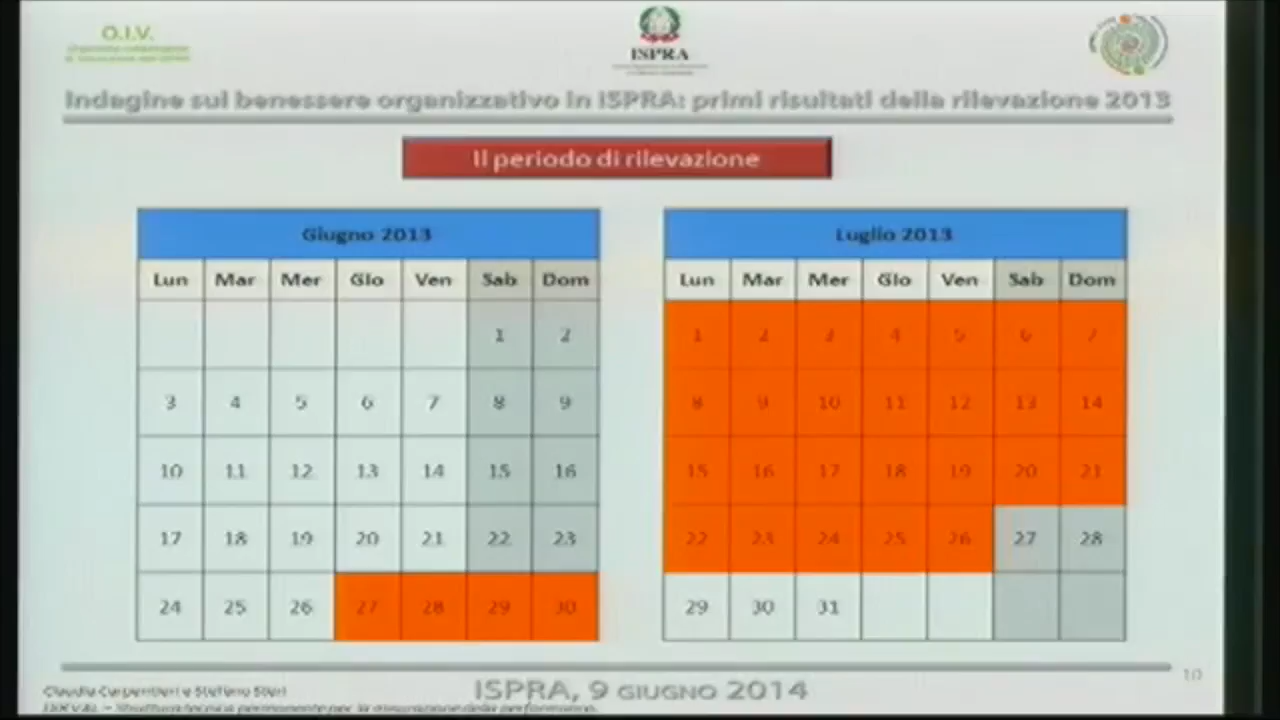 O.I.V.
ISPRA
Indagine sul benessere organizzativo in ISPRA: primi risultati della rilevazione 2013
Il periodo di rilevazione
Giugno 2013
Lun Mar Mer Gio Ven Sab Dom
1 2
3 4 5 6 7 8 9
10 11 12 13 14 15 16
17 18 19 20 21 22 23
24 25 26 27 28 29 30
Luglio 2013
Lun Mar Mer Gio Ven Sab Dom
1 2 3 4 5 6 7
8 9 10 11 12 13 14
15 16 17 18 19 20 21
22 23 24 25 26 27 28
29 30 31
Claudia Carpentieri e Stefano Steri
ISPRA, 9 GIUGNO 2014
10